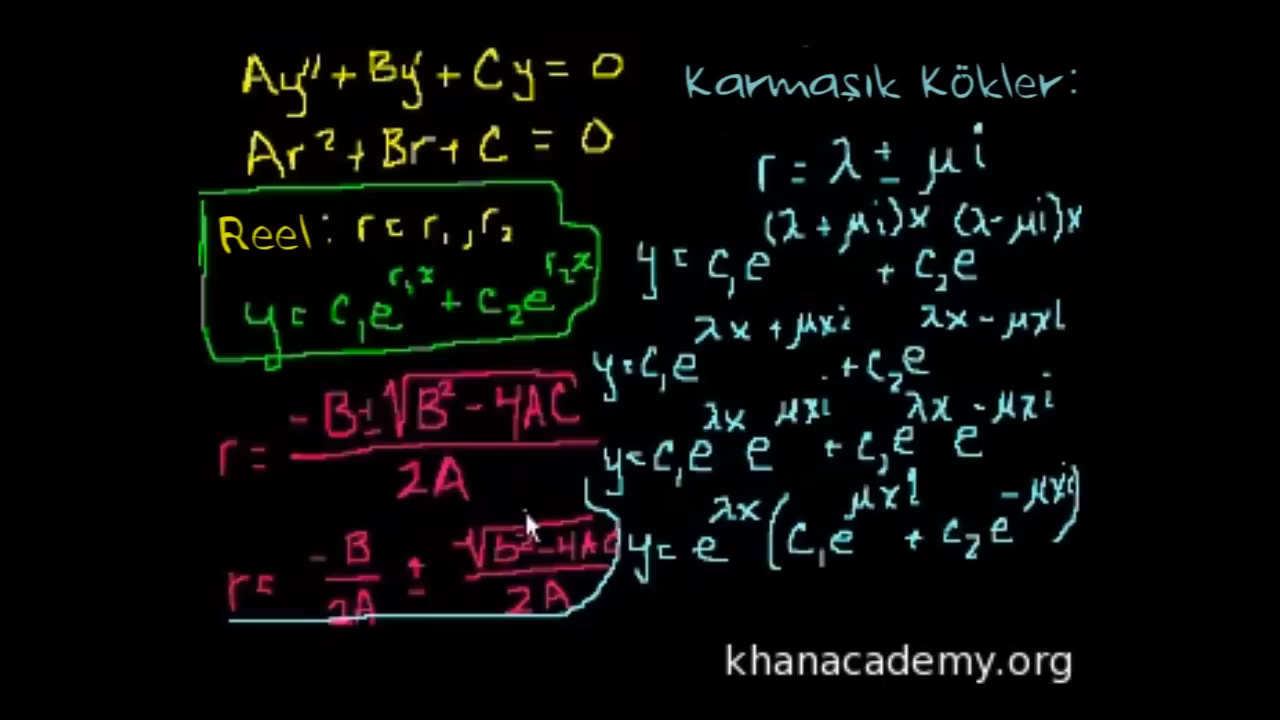 Ay'' + By' + Cy = 0
Ar² + Br + C = 0
Reel: r = r₁, r₂
y = c₁e^(r₁x) + c₂e^(r₂x)
r = (-B ± √(B² - 4AC)) / 2A
r = -B/2A ± √(B² - 4AC)/2A
Karmaşık Kökler:
r = λ ± μi
y = c₁e^((λ + μi)x) + c₂e^((λ - μi)x)
y = c₁e^(λx + μxi) + c₂e^(λx - μxi)
y = c₁e^(λx) e^(μxi) + c₂e^(λx) e^(-μxi)
y = e^(λx) (c₁e^(μxi) + c₂e^(-μxi))
khanacademy.org